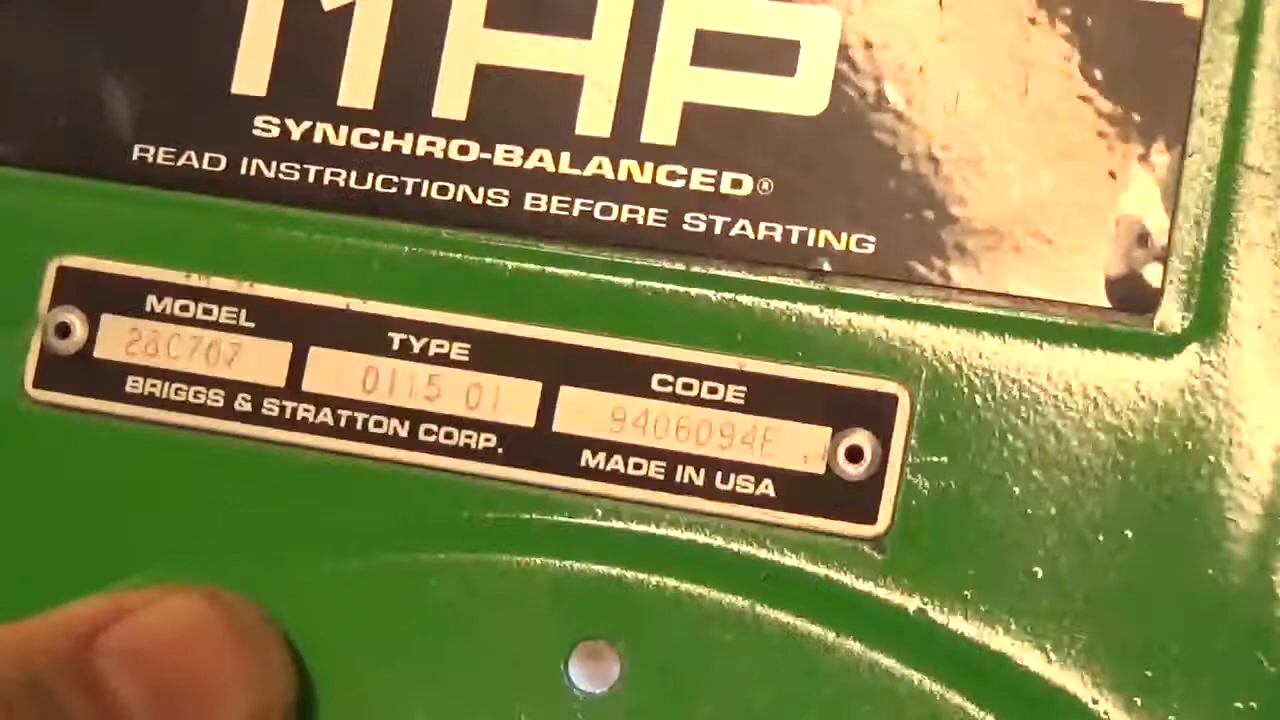 HP
SYNCHRO-BALANCED®
READ INSTRUCTIONS BEFORE STARTING
MODEL TYPE CODE
28C707 0115 01 9406094E
BRIGGS & STRATTON CORP. MADE IN USA